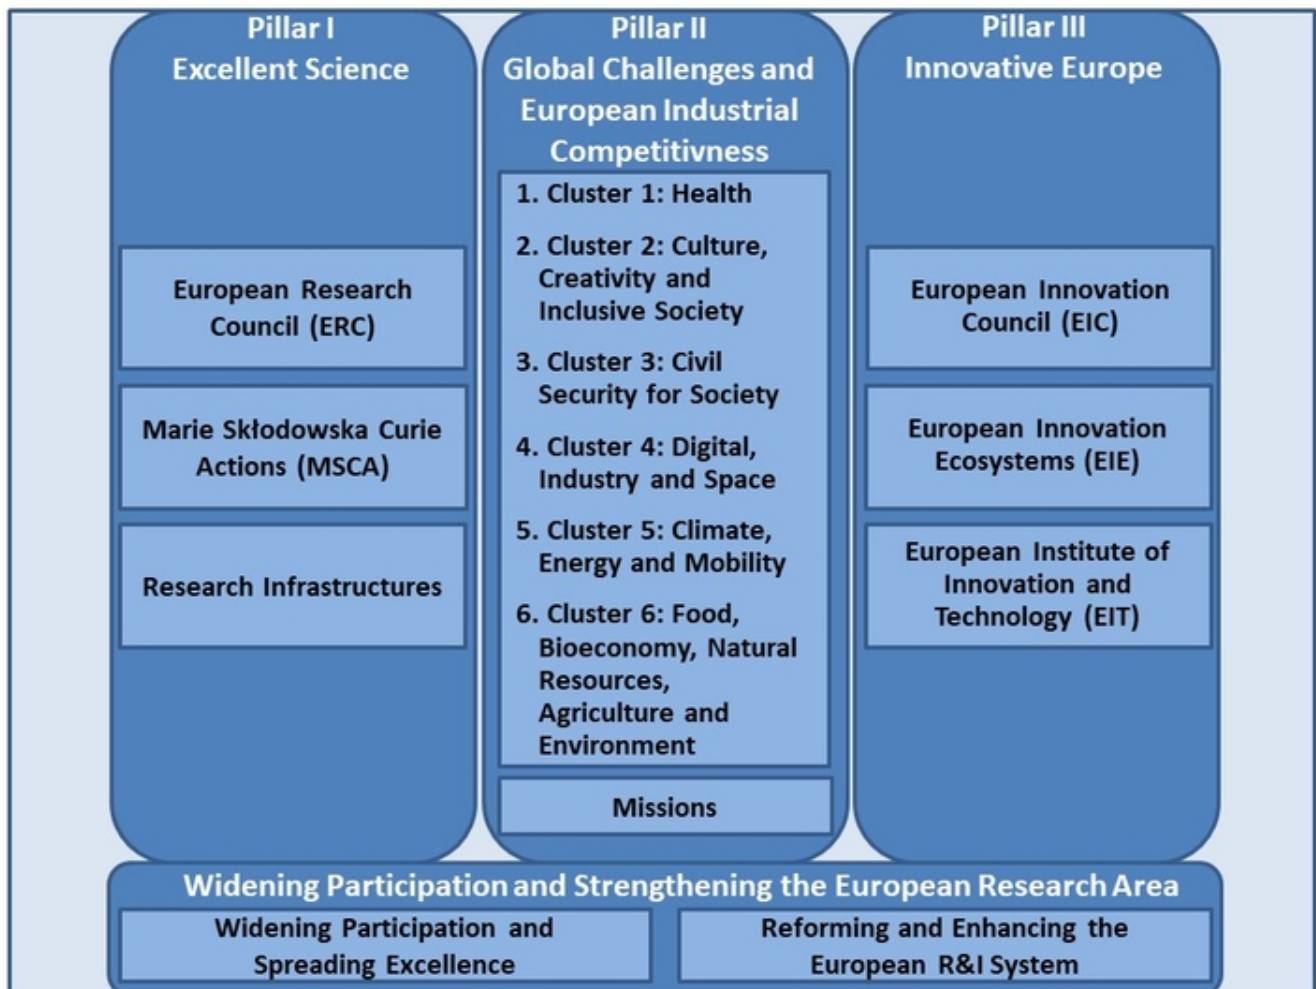 Pillar I
Excellent Science
European Research
Council (ERC)
Marie Skłodowska Curie
Actions (MSCA)
Research Infrastructures
Pillar II
Global Challenges and
European Industrial
Competitivness
1. Cluster 1: Health
2. Cluster 2: Culture,
Creativity and
Inclusive Society
3. Cluster 3: Civil
Security for Society
4. Cluster 4: Digital,
Industry and Space
5. Cluster 5: Climate,
Energy and Mobility
6. Cluster 6: Food,
Bioeconomy, Natural
Resources,
Agriculture and
Environment
Missions
Pillar III
Innovative Europe
European Innovation
Council (EIC)
European Innovation
Ecosystems (EIE)
European Institute of
Innovation and
Technology (EIT)
Widening Participation and Strengthening the European Research Area
Widening Participation and
Spreading Excellence
Reforming and Enhancing the
European R&I System